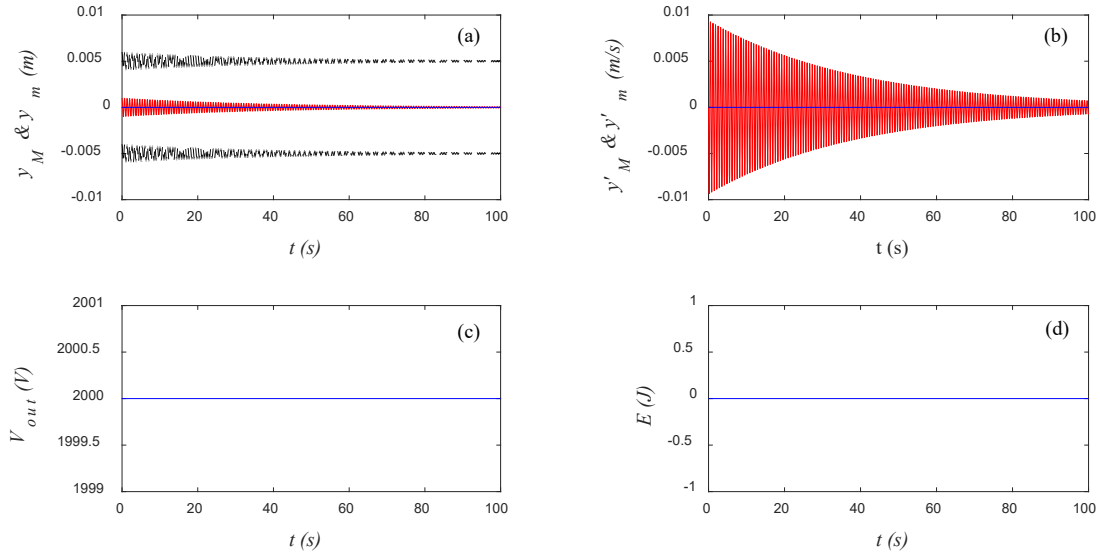 (a)
0.01
0.005
0
-0.005
-0.01
y M & y m (m)
0 20 40 60 80 100
t (s)
(b)
0.01
0.005
0
-0.005
-0.01
y' M & y' m (m/s)
0 20 40 60 80 100
t (s)
(c)
2001
2000.5
2000
1999.5
1999
V out (V)
0 20 40 60 80 100
t (s)
(d)
1
0.5
0
-0.5
-1
E (J)
0 20 40 60 80 100
t (s)